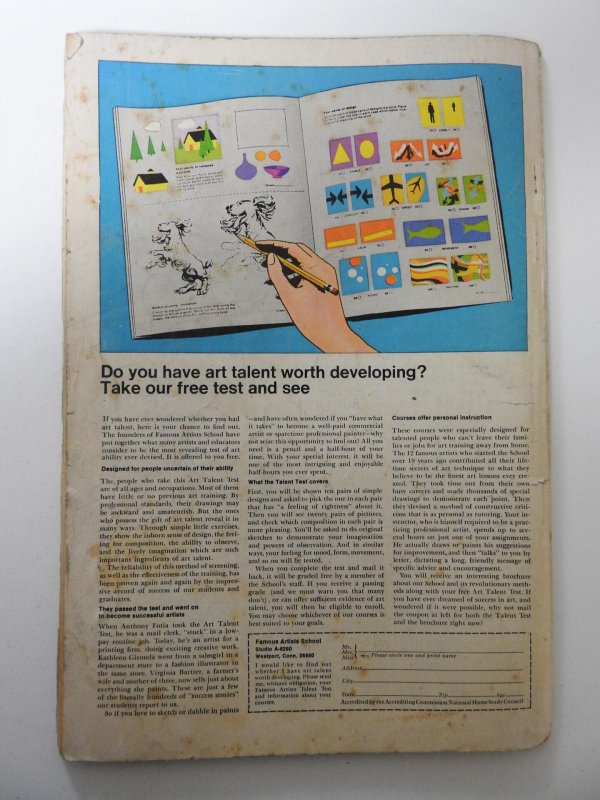 Your sense of design
Do you have art talent worth developing?
Take our free test and see
If you have ever wondered whether you had
art talent, here is your chance to find out.
The founders of Famous Artists School have
put together what many artists and educators
consider to be the most revealing test of art
ability ever devised. It is offered to you free.
Designed for people uncertain of their ability
The people who take this Art Talent Test
are of all ages and occupations. Most of them
have little or no previous art training. By
professional standards, their drawings may
be awkward and amateurish. But the ones
who possess the gift of art talent reveal it in
many ways. Through simple little exercises,
they show the inborn sense of design, the feel-
ing for composition, the ability to observe,
and the lively imagination which are such
important ingredients of art talent.
The reliability of this method of screening,
as well as the effectiveness of the training, has
been proven again and again by the impres-
sive record of success of our students and
graduates.
They passed the test and went on
to become successful artists
When Anthony Fotia took the Art Talent
Test, he was a mail clerk, "stuck" in a low-
pay routine job. Today, he's an artist for a
printing firm, doing exciting creative work.
Kathleen Gironda went from a salesgirl in a
department store to a fashion illustrator in
the same store. Virginia Bartter, a farmer's
wife and mother of three, now sells just about
everything she paints. These are just a few
of the literally hundreds of "success stories"
our students report to us.
So if you love to sketch or dabble in paints
—and have often wondered if you "have what
it takes" to become a well-paid commercial
artist or sparetime professional painter—why
not seize this opportunity to find out? All you
need is a pencil and a half-hour of your
time. With your special interest, it will be
one of the most intriguing and enjoyable
half-hours you ever spent.
What the Talent Test covers
First, you will be shown ten pairs of simple
designs and asked to pick the one in each pair
that has "a feeling of rightness" about it.
Then you will see twenty pairs of pictures,
and check which composition in each pair is
more pleasing. You'll be asked to do original
sketches to demonstrate your imagination
and powers of observation. And in similar
ways, your feeling for mood, form, movement,
and so on will be tested.
When you complete the test and mail it
back, it will be graded free by a member of
the School's staff. If you receive a passing
grade (and we must warn you that many
don't) , or can offer sufficient evidence of art
talent, you will then be eligible to enroll.
You may choose whichever of our courses is
best suited to your goals.
Courses offer personal instruction
These courses were especially designed for
talented people who can't leave their fami-
lies or jobs for art training away from home.
The 12 famous artists who started the School
over 19 years ago contributed all their life-
time secrets of art technique to what they
believe to be the finest art lessons ever cre-
ated. They took time out from their own
busy careers and made thousands of special
drawings to demonstrate each point. Then
they devised a method of constructive criti-
cism that is as personal as tutoring. Your in-
structor, who is himself required to be a prac-
ticing professional artist, spends up to sev-
eral hours on just one of your assignments.
He actually draws or paints his suggestions
for improvement, and then "talks" to you by
letter, dictating a long, friendly message of
specific advice and encouragement.
You will receive an interesting brochure
about our School and its revolutionary meth-
ods along with your free Art Talent Test. If
you have ever dreamed of success in art, and
wondered if it were possible, why not mail
the coupon at left for both the Talent Test
and the brochure right now?
Famous Artists School
Studio A-6260
Westport, Conn. 06880
I would like to find out
whether I have art talent
worth developing. Please send
me, without obligation, your
Famous Artists Talent Test
and information about your
courses.
Mr.
Mrs.
Miss
Please circle one and print name
Address
City
State Zip Age
Accredited by the Accrediting Commission National Home Study Council